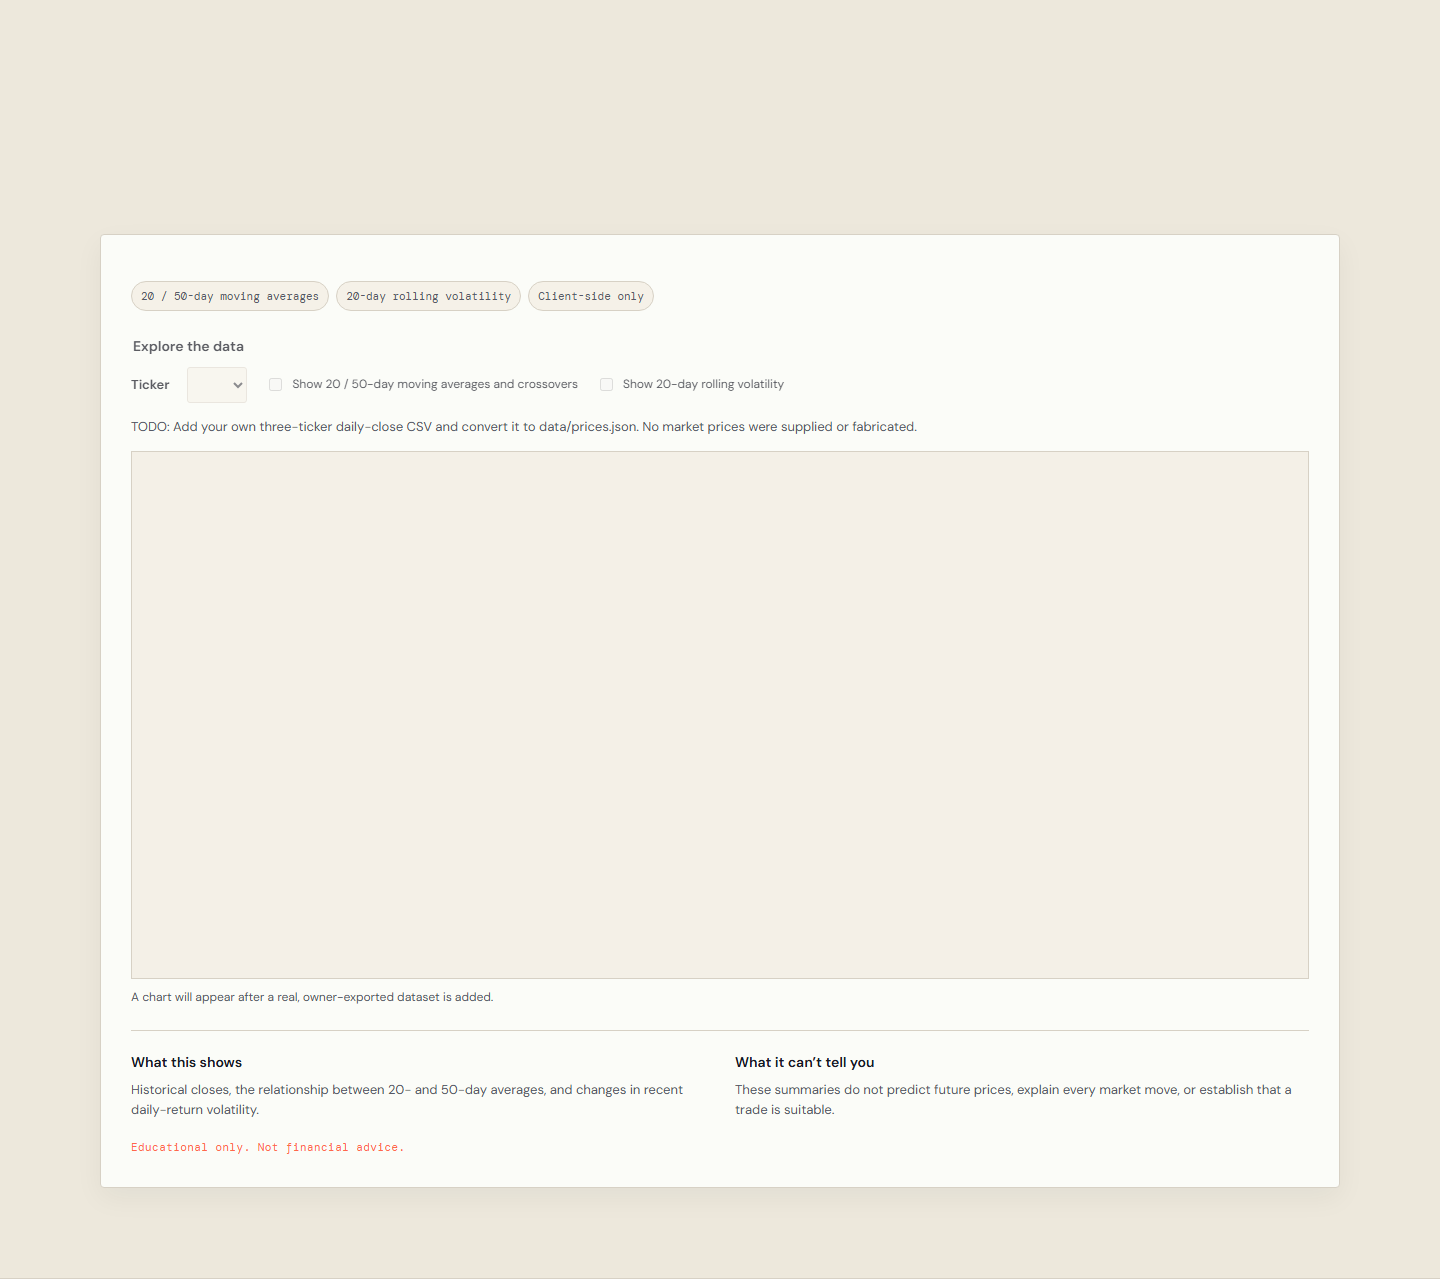 20 / 50-day moving averages 20-day rolling volatility Client-side only
Explore the data
Ticker Show 20 / 50-day moving averages and crossovers Show 20-day rolling volatility
TODO: Add your own three-ticker daily-close CSV and convert it to data/prices.json. No market prices were supplied or fabricated.
A chart will appear after a real, owner-exported dataset is added.
What this shows
Historical closes, the relationship between 20- and 50-day averages, and changes in recent
daily-return volatility.
What it can’t tell you
These summaries do not predict future prices, explain every market move, or establish that a
trade is suitable.
Educational only. Not financial advice.